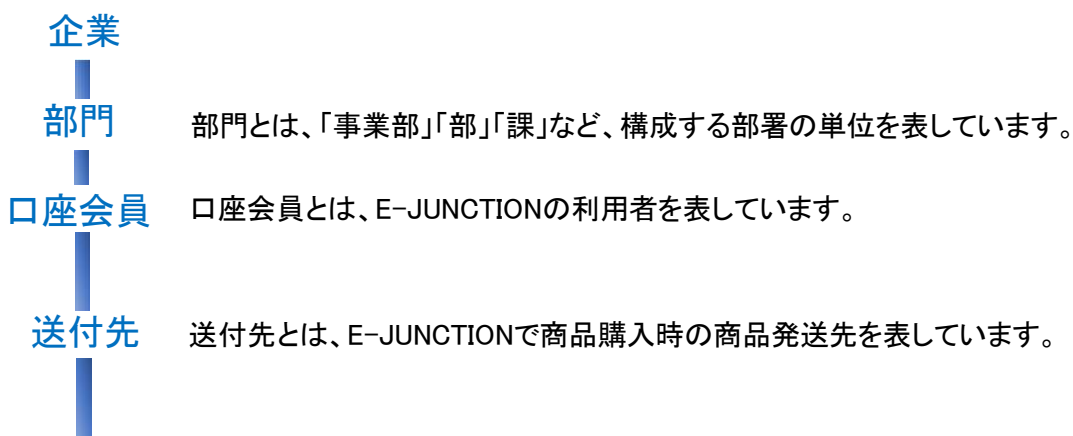 企業
部門
部門とは、「事業部」「部」「課」など、構成する部署の単位を表しています。
口座会員
口座会員とは、E-JUNCTIONの利用者を表しています。
送付先
送付先とは、E-JUNCTIONで商品購入時の商品発送先を表しています。